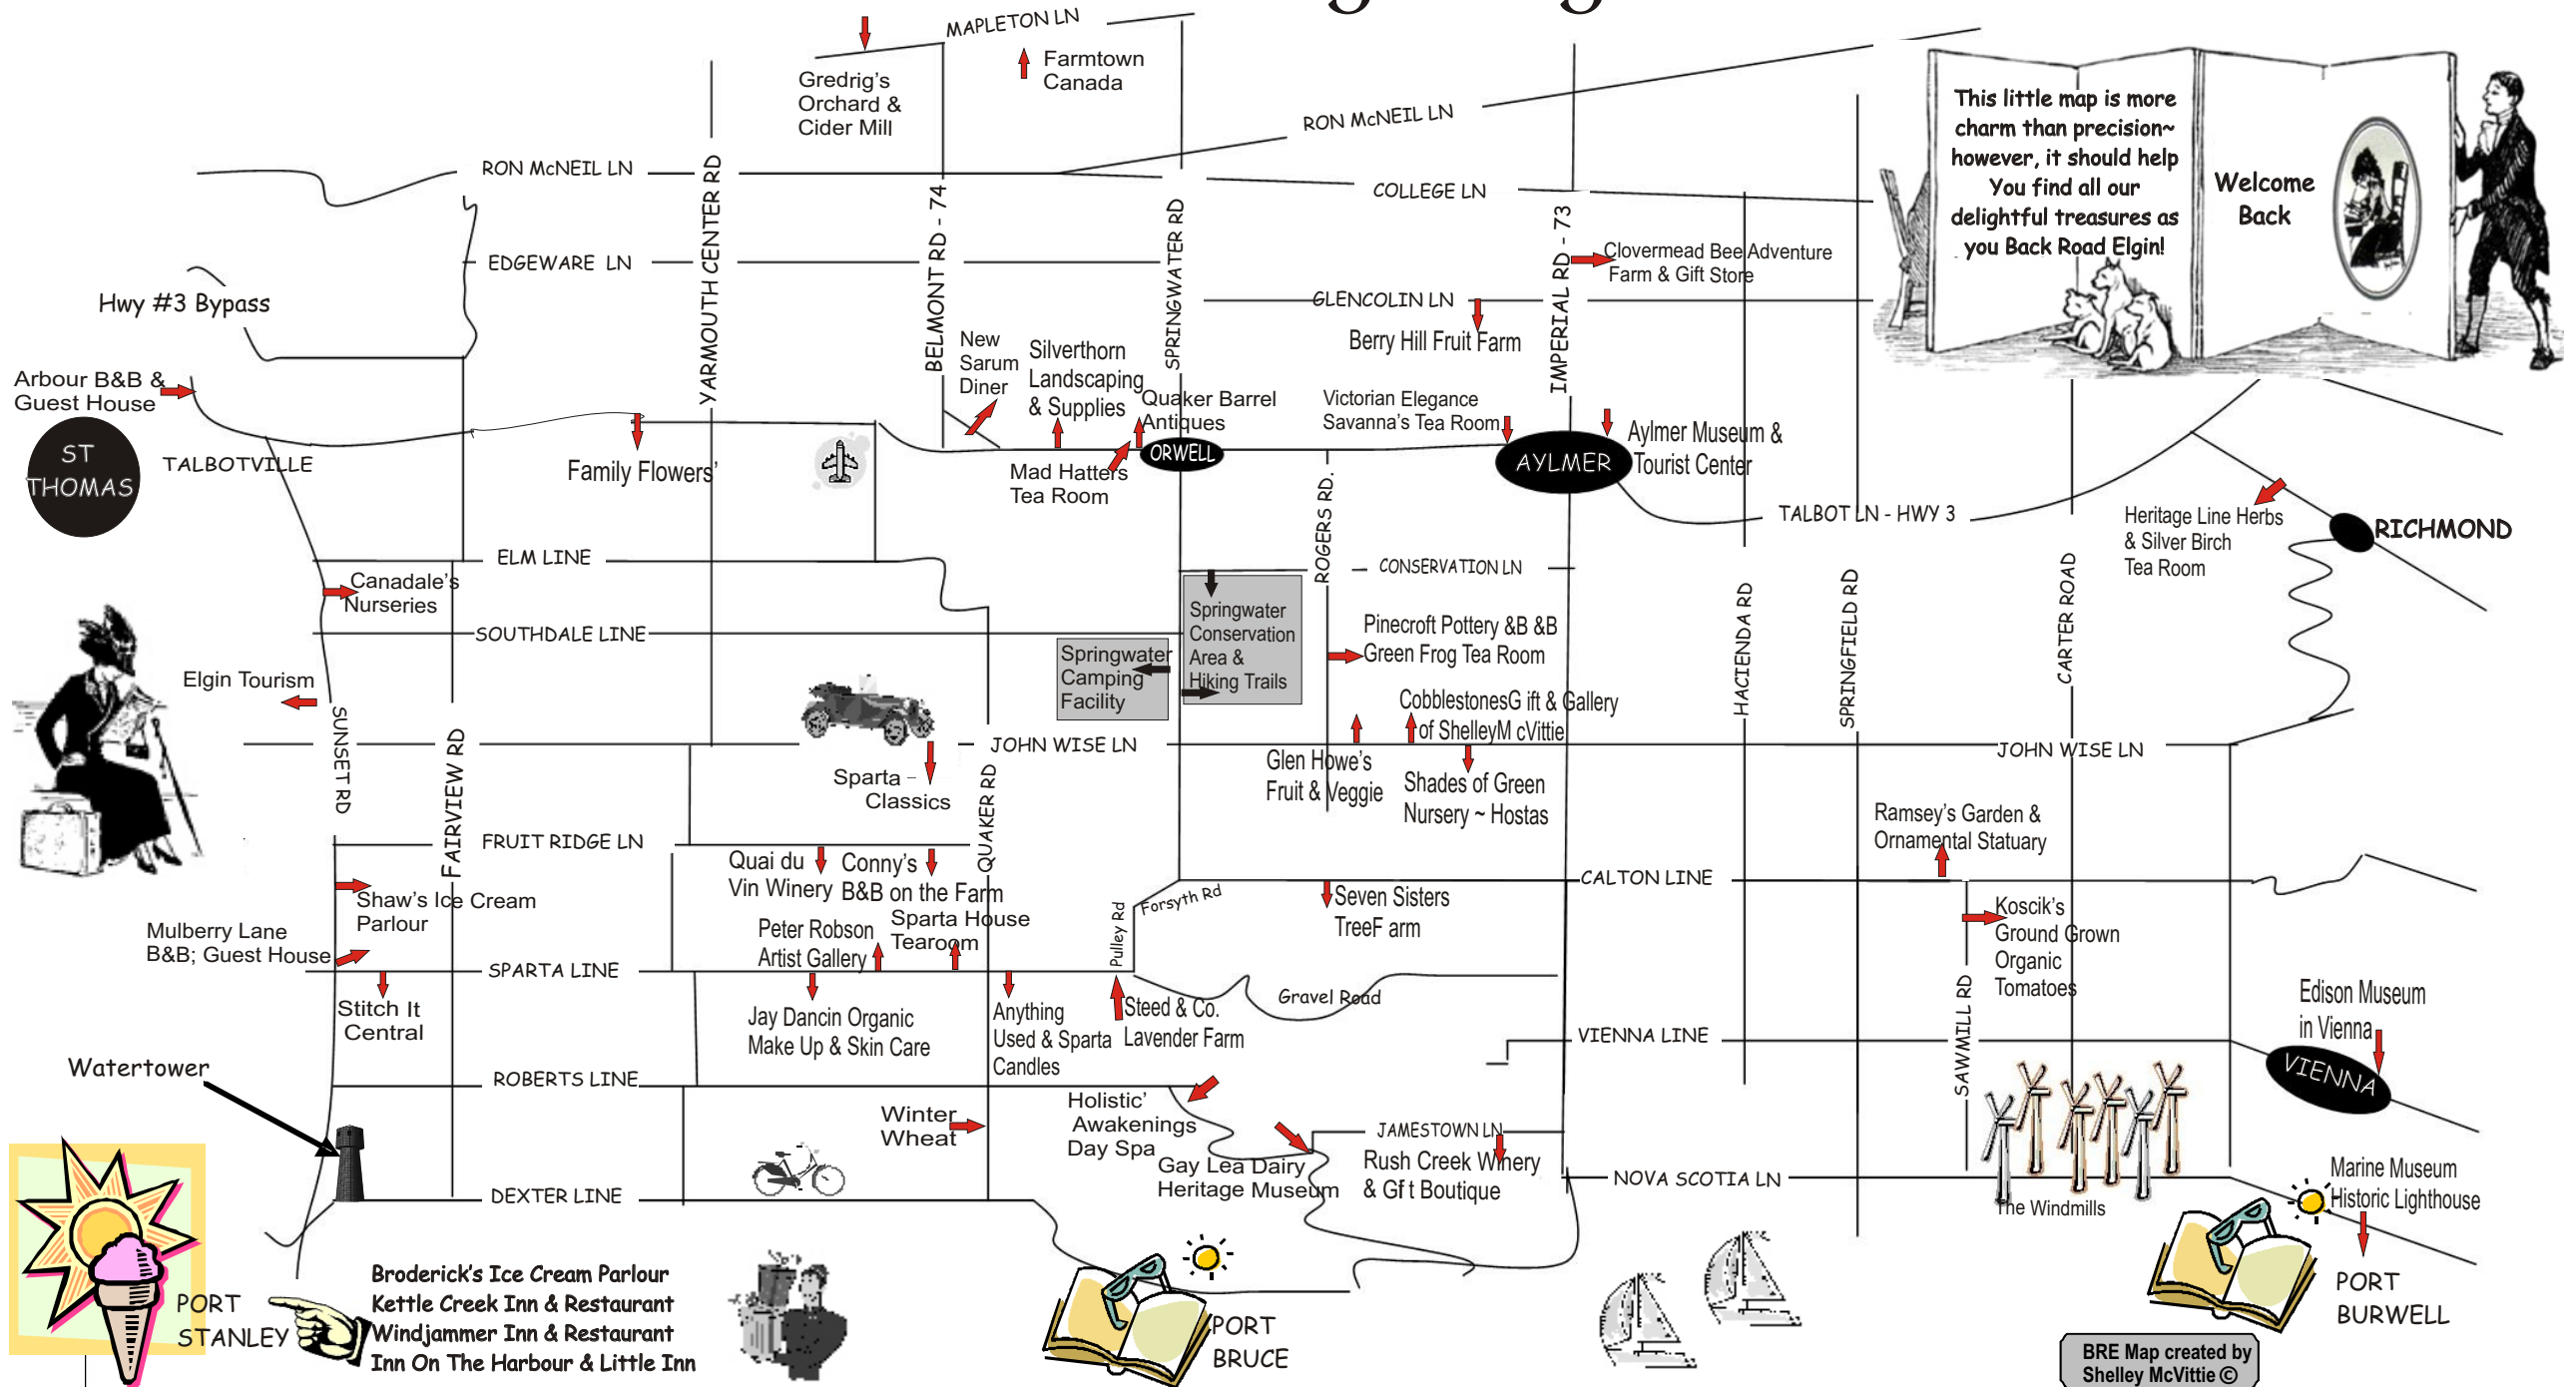 MAPLETON LN
Farmtown
Canada
Gredrig's
Orchard &
Cider Mill
RON McNEIL LN
RON McNEIL LN
COLLEGE LN
This little map is more
charm than precision~
however, it should help
You find all our
delightful treasures as
you Back Road Elgin!
Welcome
Back
YARMOUTH CENTER RD
BELMONT RD - 74
SPRINGWATER RD
IMPERIAL RD - 73
EDGEWARE LN
Clovermead Bee Adventure
Farm & Gift Store
Hwy #3 Bypass
GLENCOLIN LN
Berry Hill Fruit Farm
New
Sarum
Diner
Silverthorn
Landscaping
& Supplies
Quaker Barrel
Antiques
Victorian Elegance
Savanna's Tea Room
Arbour B&B &
Guest House
ST
THOMAS
TALBOTVILLE
Family Flowers'
Mad Hatters
Tea Room
ORWELL
AYLMER
Aylmer Museum &
Tourist Center
ROGERS RD.
TALBOT LN - HWY 3
Heritage Line Herbs
& Silver Birch
Tea Room
RICHMOND
ELM LINE
CONSERVATION LN
Canadale's
Nurseries
SOUTHDALE LINE
Springwater
Conservation
Area &
Hiking Trails
Springwater
Camping
Facility
Pinecroft Pottery &B &B
Green Frog Tea Room
HACIENDA RD
SPRINGFIELD RD
CARTER ROAD
Elgin Tourism
SUNSET RD
FAIRVIEW RD
CobblestonesG ift & Gallery
of ShelleyM cVittie
JOHN WISE LN
JOHN WISE LN
Sparta -
Classics
QUAKER RD
Glen Howe's
Fruit & Veggie
Shades of Green
Nursery ~ Hostas
Ramsey's Garden &
Ornamental Statuary
FRUIT RIDGE LN
Quai du
Vin Winery
Conny's
B&B on the Farm
CALTON LINE
Shaw's Ice Cream
Parlour
Forsyth Rd
Pulley Rd
Seven Sisters
TreeF arm
Koscik's
Ground Grown
Organic
Tomatoes
Mulberry Lane
B&B; Guest House
Peter Robson
Artist Gallery
Sparta House
Tearoom
SPARTA LINE
Stitch It
Central
Jay Dancin Organic
Make Up & Skin Care
Anything
Used & Sparta
Candles
Steed & Co.
Lavender Farm
Gravel Road
SAWMILL RD
Edison Museum
in Vienna
VIENNA LINE
VIENNA
Watertower
ROBERTS LINE
Winter
Wheat
Holistic'
Awakenings
Day Spa
JAMESTOWN LN
Gay Lea Dairy
Heritage Museum
Rush Creek Winery
& Gf t Boutique
NOVA SCOTIA LN
The Windmills
Marine Museum
Historic Lighthouse
DEXTER LINE
PORT
STANLEY
Broderick's Ice Cream Parlour
Kettle Creek Inn & Restaurant
Windjammer Inn & Restaurant
Inn On The Harbour & Little Inn
PORT
BRUCE
PORT
BURWELL
BRE Map created by
Shelley McVittie ©